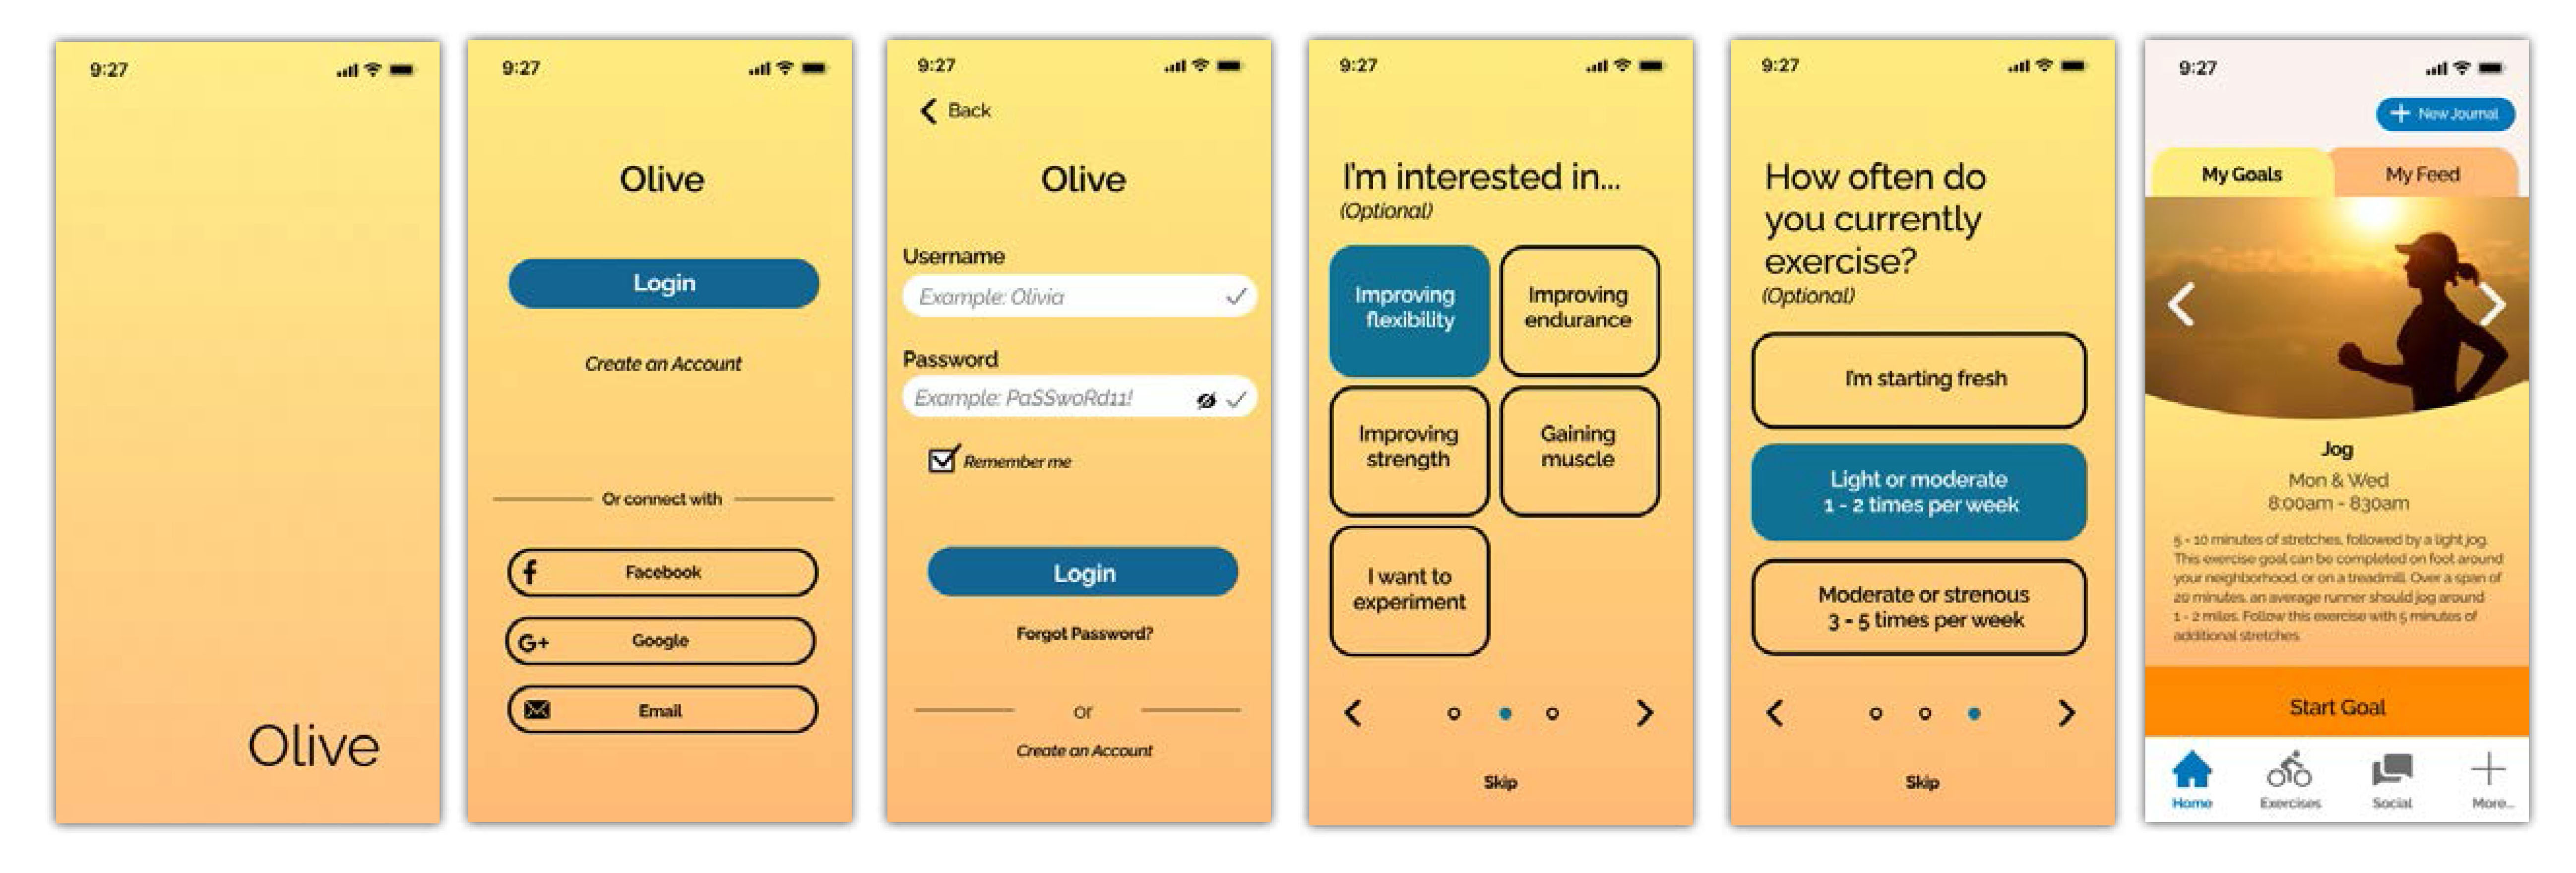 9:27
Olive
9:27
Olive
Login
Create an Account
Or connect with
Facebook
G+ Google
Email
9:27
Back
Olive
Username
Example: Olivia
Password
Example: PaSSwoRd11!
Remember me
Login
Forgot Password?
or
Create an Account
9:27
I'm interested in...
(Optional)
Improving
flexibility
Improving
endurance
Improving
strength
Gaining
muscle
I want to
experiment
Skip
9:27
How often do
you currently
exercise?
(Optional)
I'm starting fresh
Light or moderate
1 - 2 times per week
Moderate or strenous
3 - 5 times per week
Skip
9:27
New Journal
My Goals
My Feed
Jog
Mon & Wed
8:00am - 830am
5 - 10 minutes of stretches, followed by a light jog.
This exercise goal can be completed on foot around
your neighborhood, or on a treadmill. Over a span of
20 minutes, an average runner should jog around
1 - 2 miles. Follow this exercise with 5 minutes of
additional stretches.
Start Goal
Home
Exercises
Social
More...